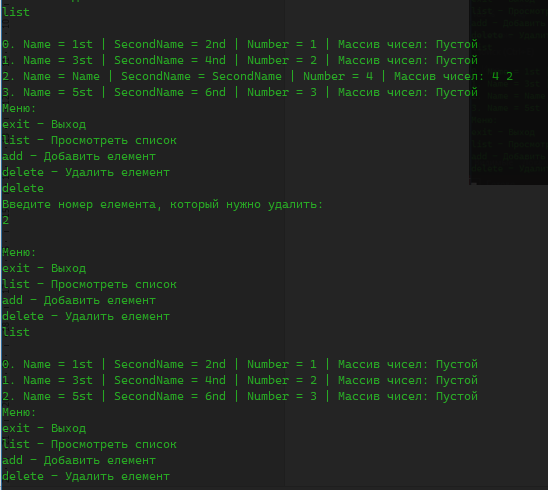 list
0. Name = 1st | SecondName = 2nd | Number = 1 | Массив чисел: Пустой
1. Name = 3st | SecondName = 4nd | Number = 2 | Массив чисел: Пустой
2. Name = Name | SecondName = SecondName | Number = 4 | Массив чисел: 4 2
3. Name = 5st | SecondName = 6nd | Number = 3 | Массив чисел: Пустой
Меню:
exit – Выход
list – Просмотреть список
add – Добавить елемент
delete – Удалить елемент
delete
Введите номер елемента, который нужно удалить:
2
Меню:
exit – Выход
list – Просмотреть список
add – Добавить елемент
delete – Удалить елемент
list
0. Name = 1st | SecondName = 2nd | Number = 1 | Массив чисел: Пустой
1. Name = 3st | SecondName = 4nd | Number = 2 | Массив чисел: Пустой
2. Name = 5st | SecondName = 6nd | Number = 3 | Массив чисел: Пустой
Меню:
exit – Выход
list – Просмотреть список
add – Добавить елемент
delete – Удалить елемент